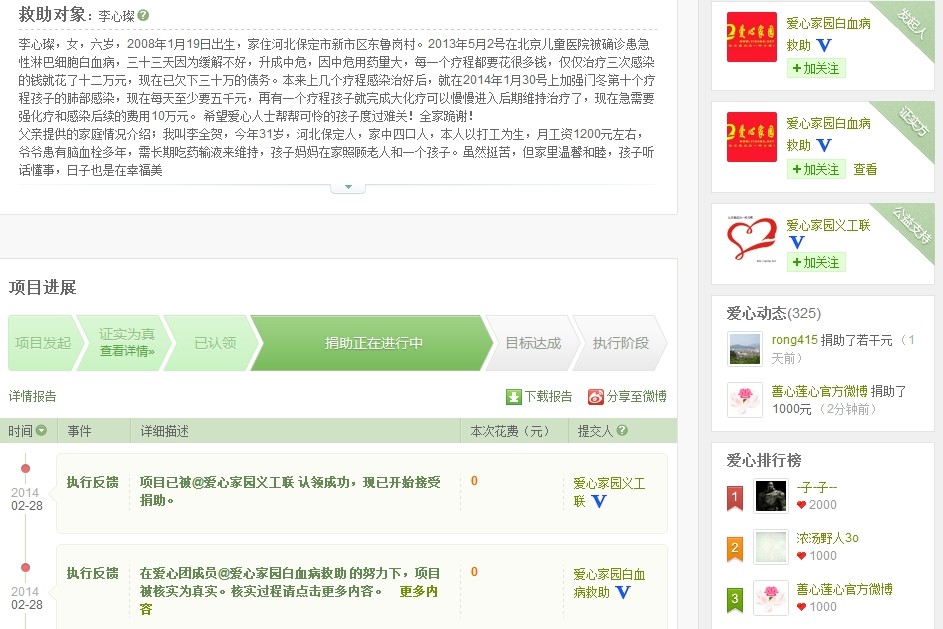 救助对象：李心璨
李心璨，女，六岁，2008年1月19日出生，家住河北保定市新市区东鲁岗村。2013年5月2号在北京儿童医院被确诊患急
性淋巴细胞白血病，三十三天因为缓解不好，升成中危，因中危用药量大，每一个疗程都要花很多钱，仅仅治疗三次感染
的钱就花了十二万元，现在已欠下三十万的债务。本来上几个疗程感染治好后，就在2014年1月30号上加强门冬第十个疗
程孩子的肺部感染，现在每天至少要五千元，再有一个疗程孩子就完成大化疗可以慢慢进入后期维持治疗了，现在急需要
强化疗和感染后续的费用10万元。 希望爱心人士帮帮可怜的孩子度过难关！全家跪谢！
父亲提供的家庭情况介绍；我叫李全贺，今年31岁，河北保定人，家中四口人，本人以打工为生，月工资1200元左右，
爷爷患有脑血栓多年，需长期吃药输液来维持，孩子妈妈在家照顾老人和一个孩子。虽然挺苦，但家里温馨和睦，孩子听
话懂事，日子也是在幸福美
项目进展
项目发起
证实为真
查看详情»
已认领
捐助正在进行中
目标达成
执行阶段
详情报告
下载报告
分享至微博
时间 事件 详细描述 本次花费（元） 提交人
2014
02-28
执行反馈
项目已被@爱心家园义工联 认领成功，现已开始接受
捐助。
0
爱心家园义工
联 V
2014
02-28
执行反馈
在爱心团成员@爱心家园白血病救助 的努力下，项目
被核实为真实。核实过程请点击更多内容。 更多内
容
0
爱心家园白血
病救助 V
爱心家园
爱心家园白血病
救助 V
+加关注
发起人
爱心家园
爱心家园白血病
救助 V
+加关注 查看
证实方
爱心家园义工联
V
+加关注
公益支持
爱心动态(325)
rong415 捐助了若干元 （1
天前）
善心莲心官方微博 捐助了
1000元 （2分钟前）
爱心排行榜
1
-子-子--
2000
2
浓汤野人3o
1000
3
善心莲心官方微博
1000